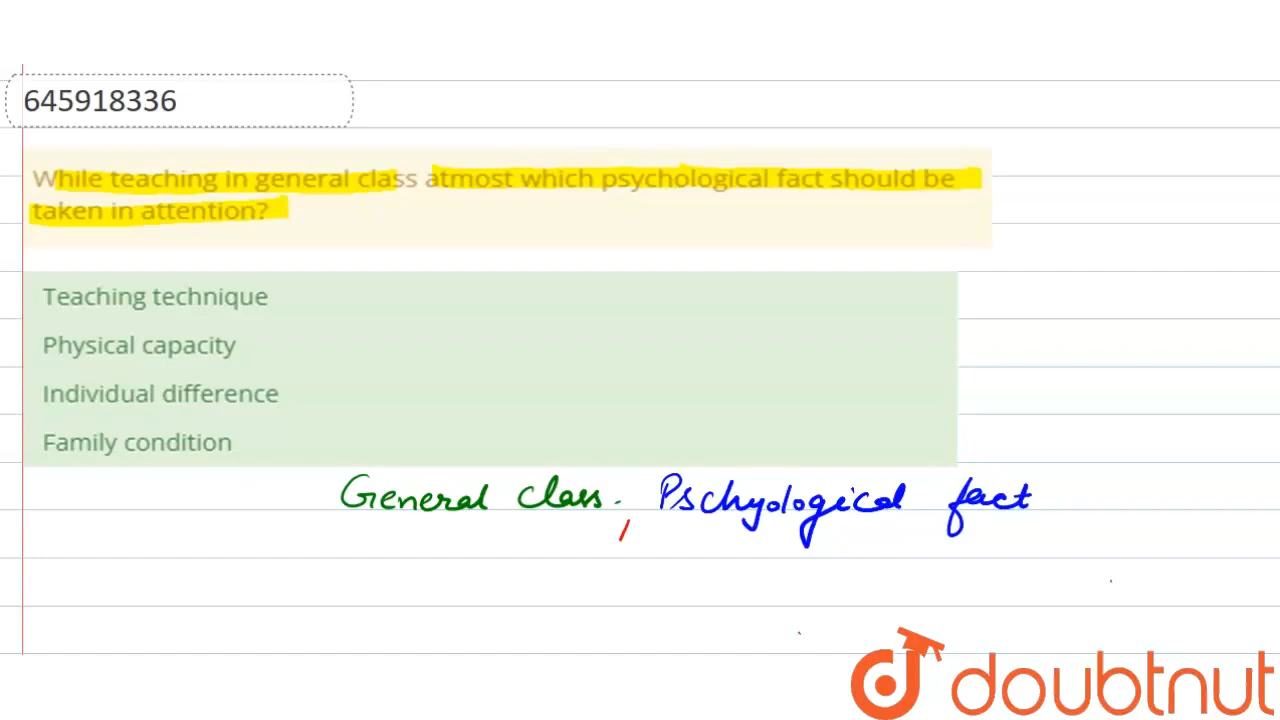 645918336
While teaching in general class atmost which psychological fact should be
taken in attention?
Teaching technique
Physical capacity
Individual difference
Family condition
General class. Pschyological fact
doubtnut